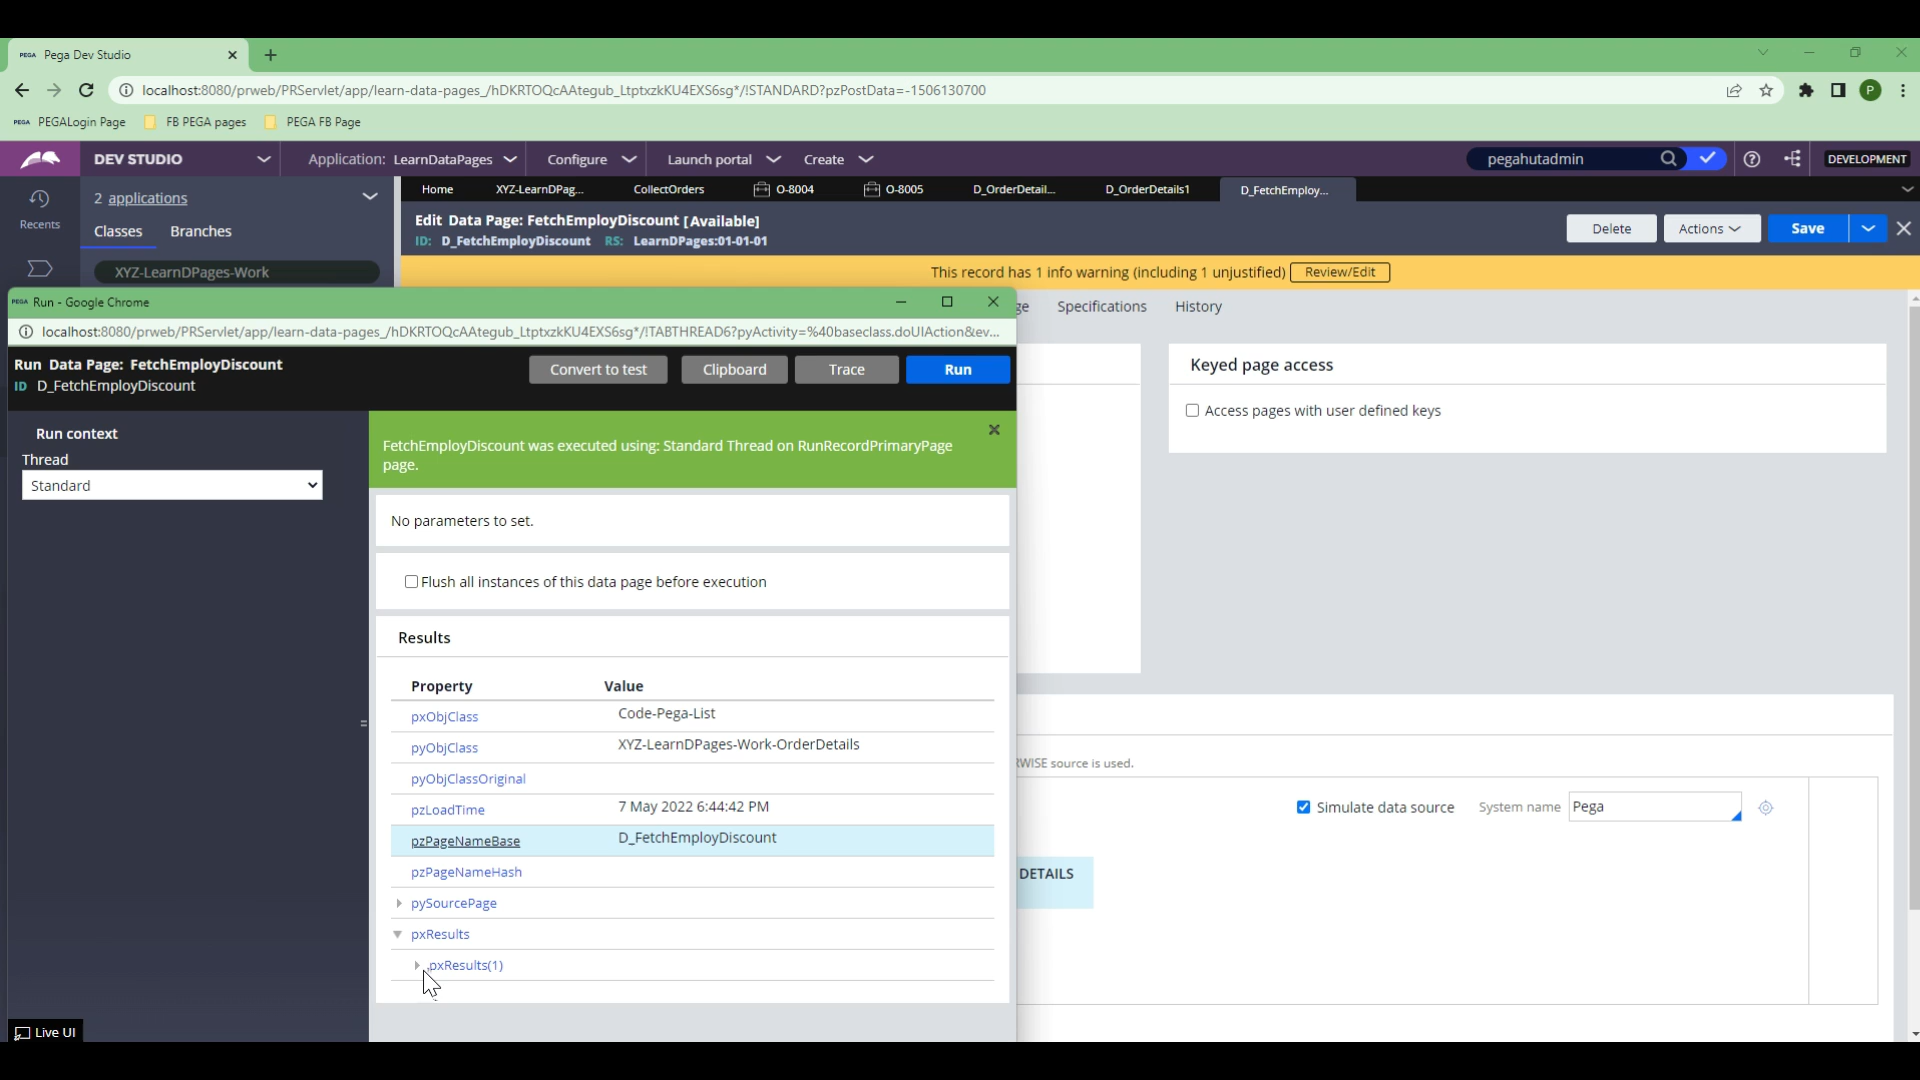 PEGA Pega Dev Studio
localhost:8080/prweb/PRServlet/app/learn-data-pages_/hDKRTOQcAAtegub_LtptxzkKU4EXS6sg*/!STANDARD?pzPostData=-1506130700
P
PEGA PEGALogin Page FB PEGA pages PEGA FB Page
DEV STUDIO Application: LearnDataPages Configure Launch portal Create pegahutadmin DEVELOPMENT
Recents
2 applications
Classes Branches
XYZ-LearnDPages-Work
Home XYZ-LearnDPag... CollectOrders O-8004 O-8005 D_OrderDetail... D_OrderDetails1 D_FetchEmploy...
Edit Data Page: FetchEmployDiscount [Available]
ID: D_FetchEmployDiscount RS: LearnDPages:01-01-01
Delete Actions Save
This record has 1 info warning (including 1 unjustified) Review/Edit
PEGA Run - Google Chrome
localhost:8080/prweb/PRServlet/app/learn-data-pages_/hDKRTOQcAAtegub_LtptxzkKU4EXS6sg*/!TABTHREAD6?pyActivity=%40baseclass.doUIAction&ev...
ge Specifications History
Run Data Page: FetchEmployDiscount
ID D_FetchEmployDiscount
Convert to test Clipboard Trace Run
Keyed page access
Access pages with user defined keys
Run context
Thread
Standard
FetchEmployDiscount was executed using: Standard Thread on RunRecordPrimaryPage
page.
No parameters to set.
Flush all instances of this data page before execution
Results
Property Value
pxObjClass Code-Pega-List
pyObjClass XYZ-LearnDPages-Work-OrderDetails
pyObjClassOriginal
pzLoadTime 7 May 2022 6:44:42 PM
pzPageNameBase D_FetchEmployDiscount
pzPageNameHash
pySourcePage
pxResults
.pxResults(1)
RWISE source is used.
Simulate data source System name Pega
DETAILS
Live UI